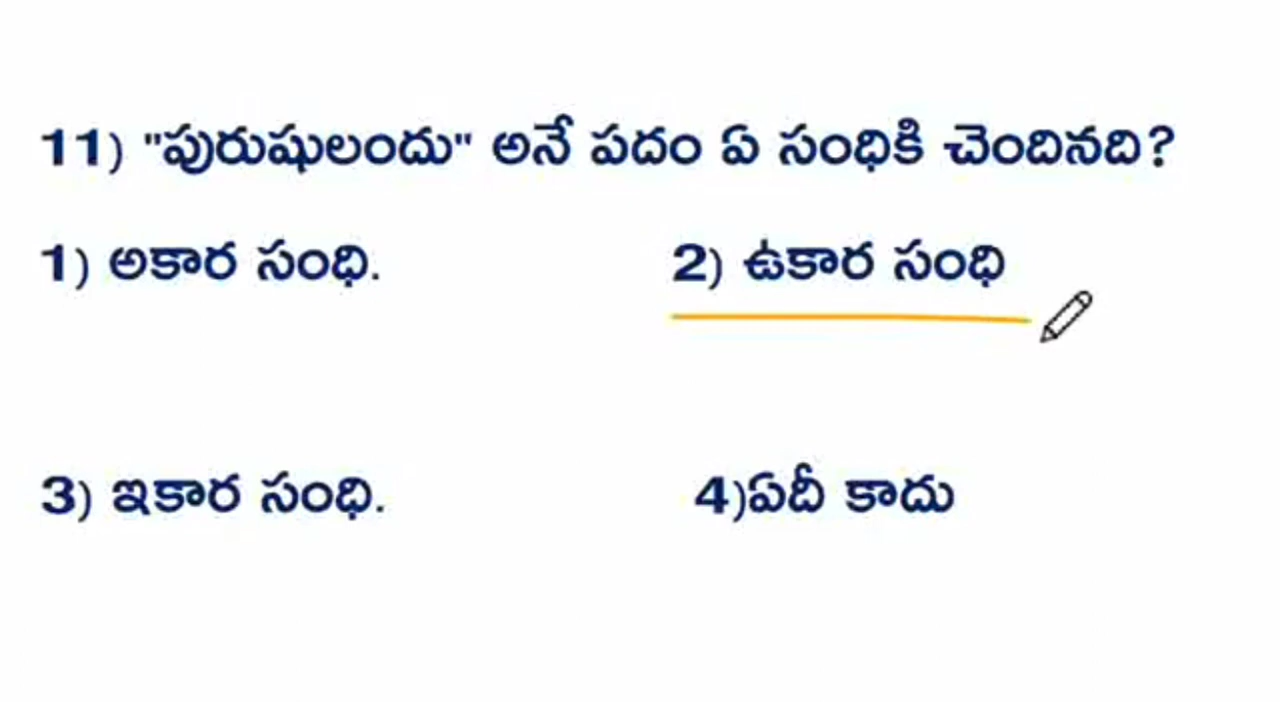 11) "పురుషులందు" అనే పదం ఏ సంధికి చెందినది?
1) అకార సంధి. 2) ఉకార సంధి
3) ఇకార సంధి. 4)ఏదీ కాదు